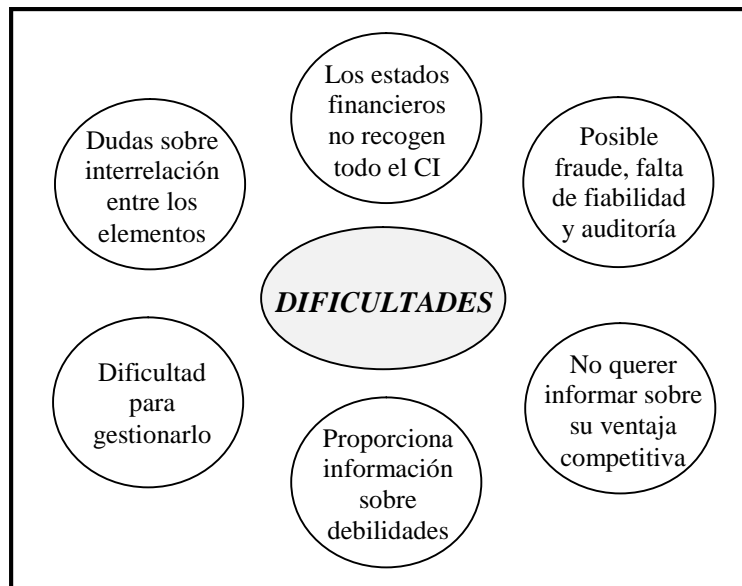 Los estados
financieros
no recogen
todo el CI
Dudas sobre
interrelación
entre los
elementos
Posible
fraude, falta
de fiabilidad
y auditoría
DIFICULTADES
Dificultad
para
gestionarlo
No querer
informar sobre
su ventaja
competitiva
Proporciona
información
sobre
debilidades